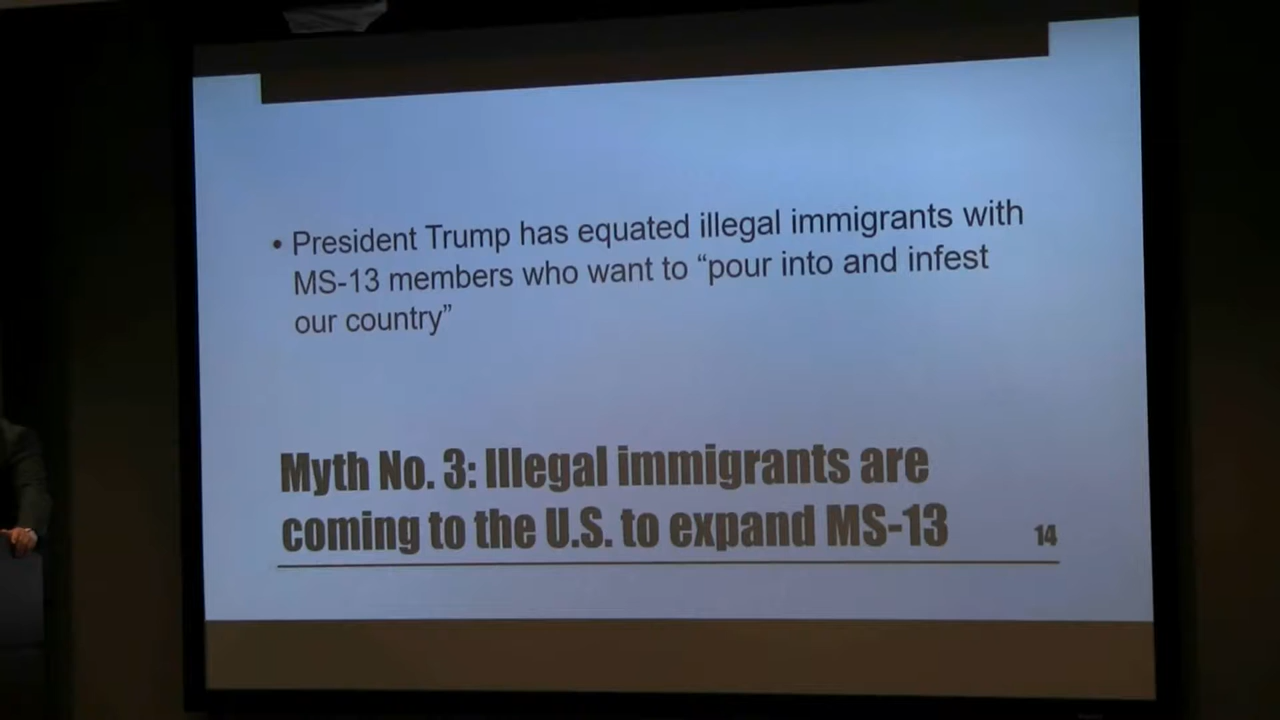 • President Trump has equated illegal immigrants with
MS-13 members who want to “pour into and infest
our country”
Myth No. 3: Illegal immigrants are
coming to the U.S. to expand MS-13
14